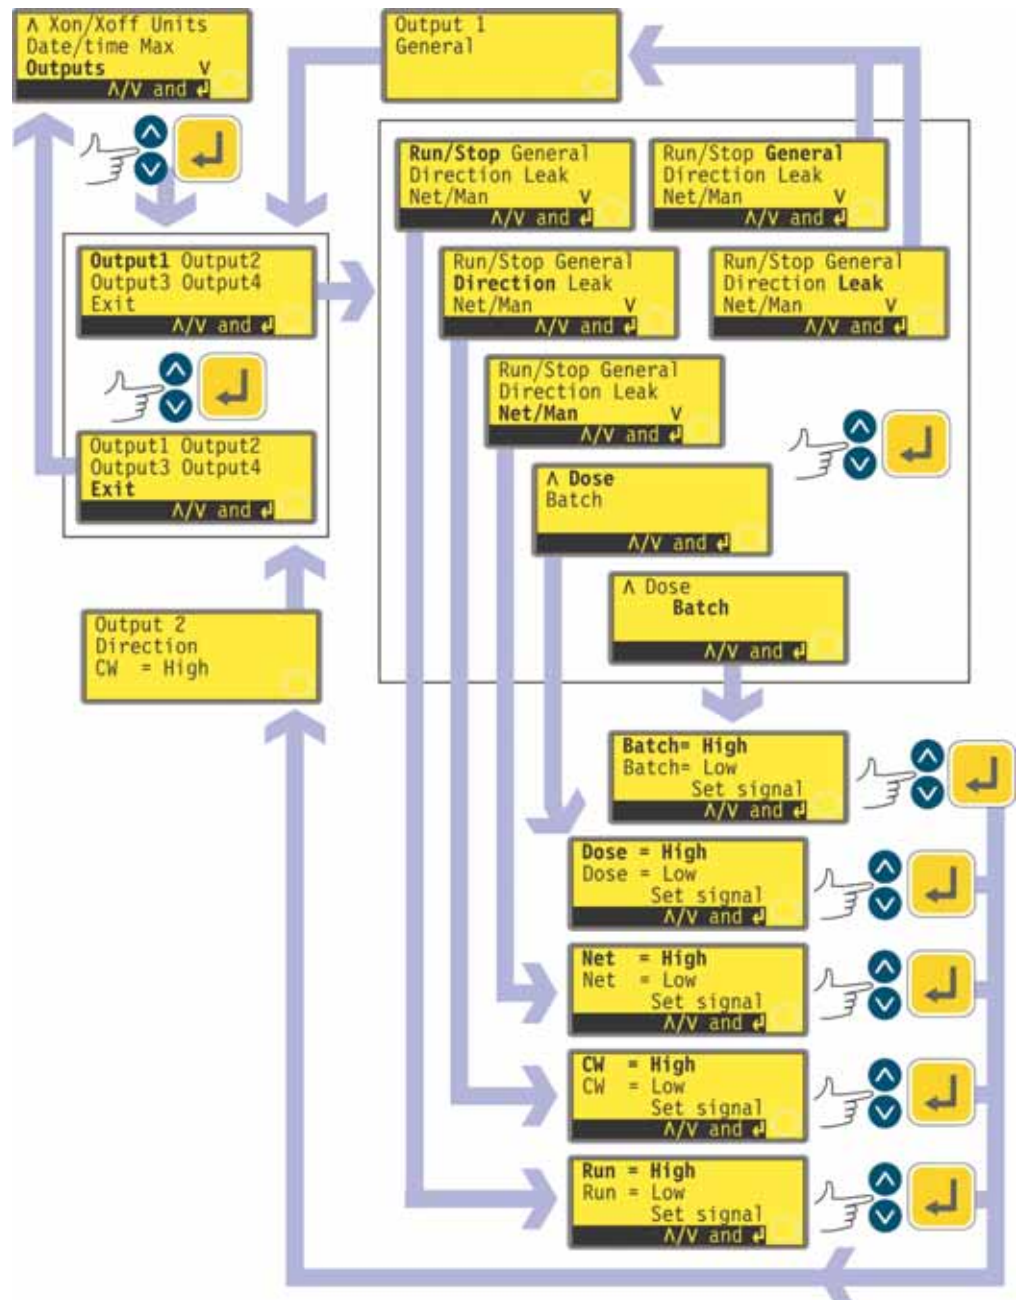 Λ Xon/Xoff Units
Date/time Max
Outputs V
Λ/V and ↲
Output 1
General
Run/Stop General
Direction Leak
Net/Man V
Λ/V and ↲
Run/Stop General
Direction Leak
Net/Man V
Λ/V and ↲
Output1 Output2
Output3 Output4
Exit
Λ/V and ↲
Run/Stop General
Direction Leak
Net/Man V
Λ/V and ↲
Run/Stop General
Direction Leak
Net/Man V
Λ/V and ↲
Run/Stop General
Direction Leak
Net/Man V
Λ/V and ↲
Output1 Output2
Output3 Output4
Exit
Λ/V and ↲
Λ Dose
Batch
Λ/V and ↲
Λ Dose
Batch
Λ/V and ↲
Output 2
Direction
CW = High
Batch= High
Batch= Low
Set signal
Λ/V and ↲
Dose = High
Dose = Low
Set signal
Λ/V and ↲
Net = High
Net = Low
Set signal
Λ/V and ↲
CW = High
CW = Low
Set signal
Λ/V and ↲
Run = High
Run = Low
Set signal
Λ/V and ↲